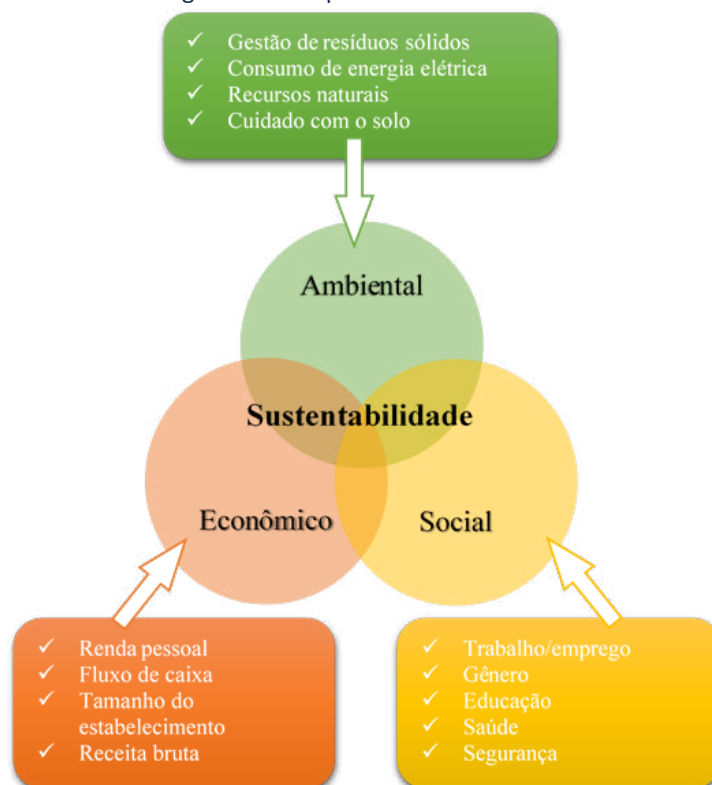 Gestão de resíduos sólidos
Consumo de energia elétrica
Recursos naturais
Cuidado com o solo
Ambiental
Sustentabilidade
Econômico
Social
Renda pessoal
Fluxo de caixa
Tamanho do
estabelecimento
Receita bruta
Trabalho/emprego
Gênero
Educação
Saúde
Segurança